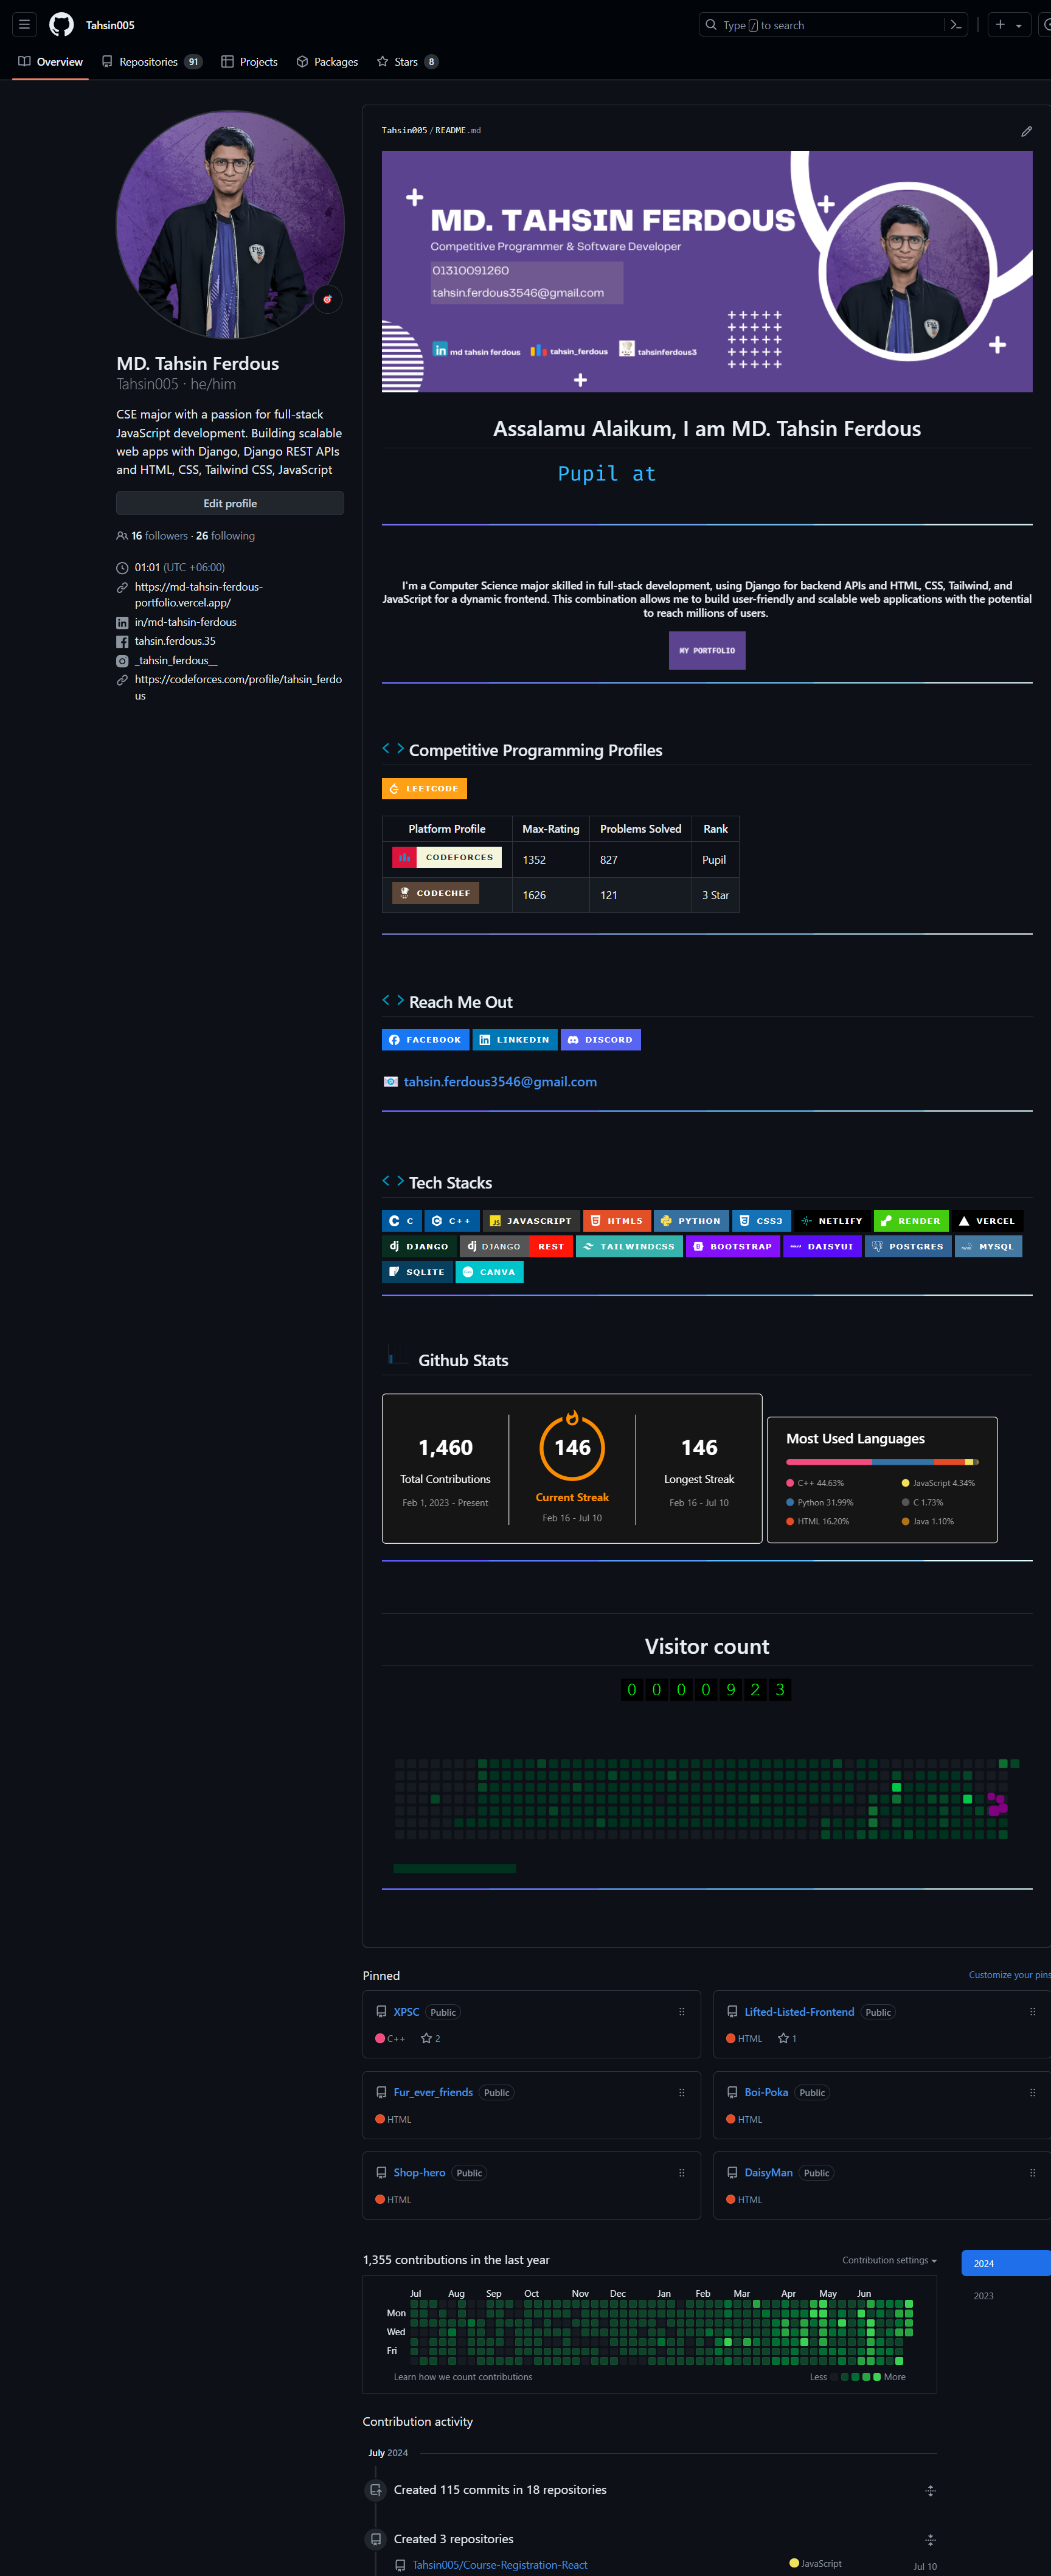 Tahsin005
Type / to search
Overview
Repositories 91
Projects
Packages
Stars 8
MD. Tahsin Ferdous
Tahsin005 · he/him
CSE major with a passion for full-stack
JavaScript development. Building scalable
web apps with Django, Django REST APIs
and HTML, CSS, Tailwind CSS, JavaScript
Edit profile
16 followers · 26 following
01:01 (UTC +06:00)
https://md-tahsin-ferdous-
portfolio.vercel.app/
in/md-tahsin-ferdous
tahsin.ferdous.35
_tahsin_ferdous__
https://codeforces.com/profile/tahsin_ferdo
us
Tahsin005/README.md
MD. TAHSIN FERDOUS
Competitive Programmer & Software Developer
01310091260
tahsin.ferdous3546@gmail.com
md tahsin ferdous
tahsin_ferdous
tahsinferdous3
Assalamu Alaikum, I am MD. Tahsin Ferdous
Pupil at
I'm a Computer Science major skilled in full-stack development, using Django for backend APIs and HTML, CSS, Tailwind, and
JavaScript for a dynamic frontend. This combination allows me to build user-friendly and scalable web applications with the potential
to reach millions of users.
MY PORTFOLIO
< > Competitive Programming Profiles
LEETCODE
Platform Profile Max-Rating Problems Solved Rank
CODEFORCES 1352 827 Pupil
CODECHEF 1626 121 3 Star
< > Reach Me Out
FACEBOOK LINKEDIN DISCORD
tahsin.ferdous3546@gmail.com
< > Tech Stacks
C C++ JAVASCRIPT HTML5 PYTHON CSS3 NETLIFY RENDER VERCEL
DJANGO DJANGO REST TAILWINDCSS BOOTSTRAP DAISYUI POSTGRES MYSQL
SQLITE CANVA
Github Stats
1,460
Total Contributions
Feb 1, 2023 - Present
146
Current Streak
Feb 16 - Jul 10
146
Longest Streak
Feb 16 - Jul 10
Most Used Languages
C++ 44.63% JavaScript 4.34%
Python 31.99% C 1.73%
HTML 16.20% Java 1.10%
Visitor count
0 0 0 0 9 2 3
Pinned
Customize your pins
XPSC Public
C++ 2
Lifted-Listed-Frontend Public
HTML 1
Fur_ever_friends Public
HTML
Boi-Poka Public
HTML
Shop-hero Public
HTML
DaisyMan Public
HTML
1,355 contributions in the last year
Contribution settings
2024
2023
Jul Aug Sep Oct Nov Dec Jan Feb Mar Apr May Jun
Mon
Wed
Fri
Learn how we count contributions
Less More
Contribution activity
July 2024
Created 115 commits in 18 repositories
Created 3 repositories
Tahsin005/Course-Registration-React
JavaScript
Jul 10